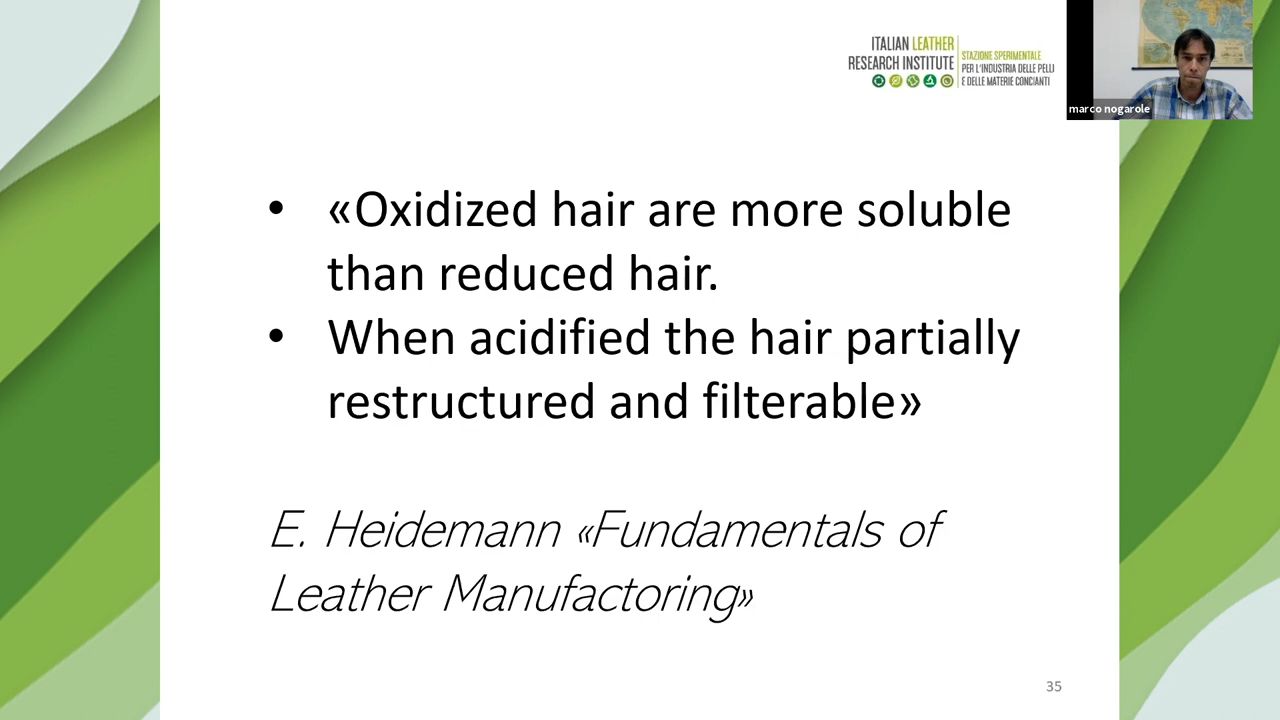 ITALIAN LEATHER
RESEARCH INSTITUTE
STAZIONE SPERIMENTALE
PER L'INDUSTRIA DELLE PELLI
E DELLE MATERIE CONCIANTI
marco nogarole
• «Oxidized hair are more soluble
than reduced hair.
• When acidified the hair partially
restructured and filterable»
E. Heidemann «Fundamentals of
Leather Manufactoring»
35